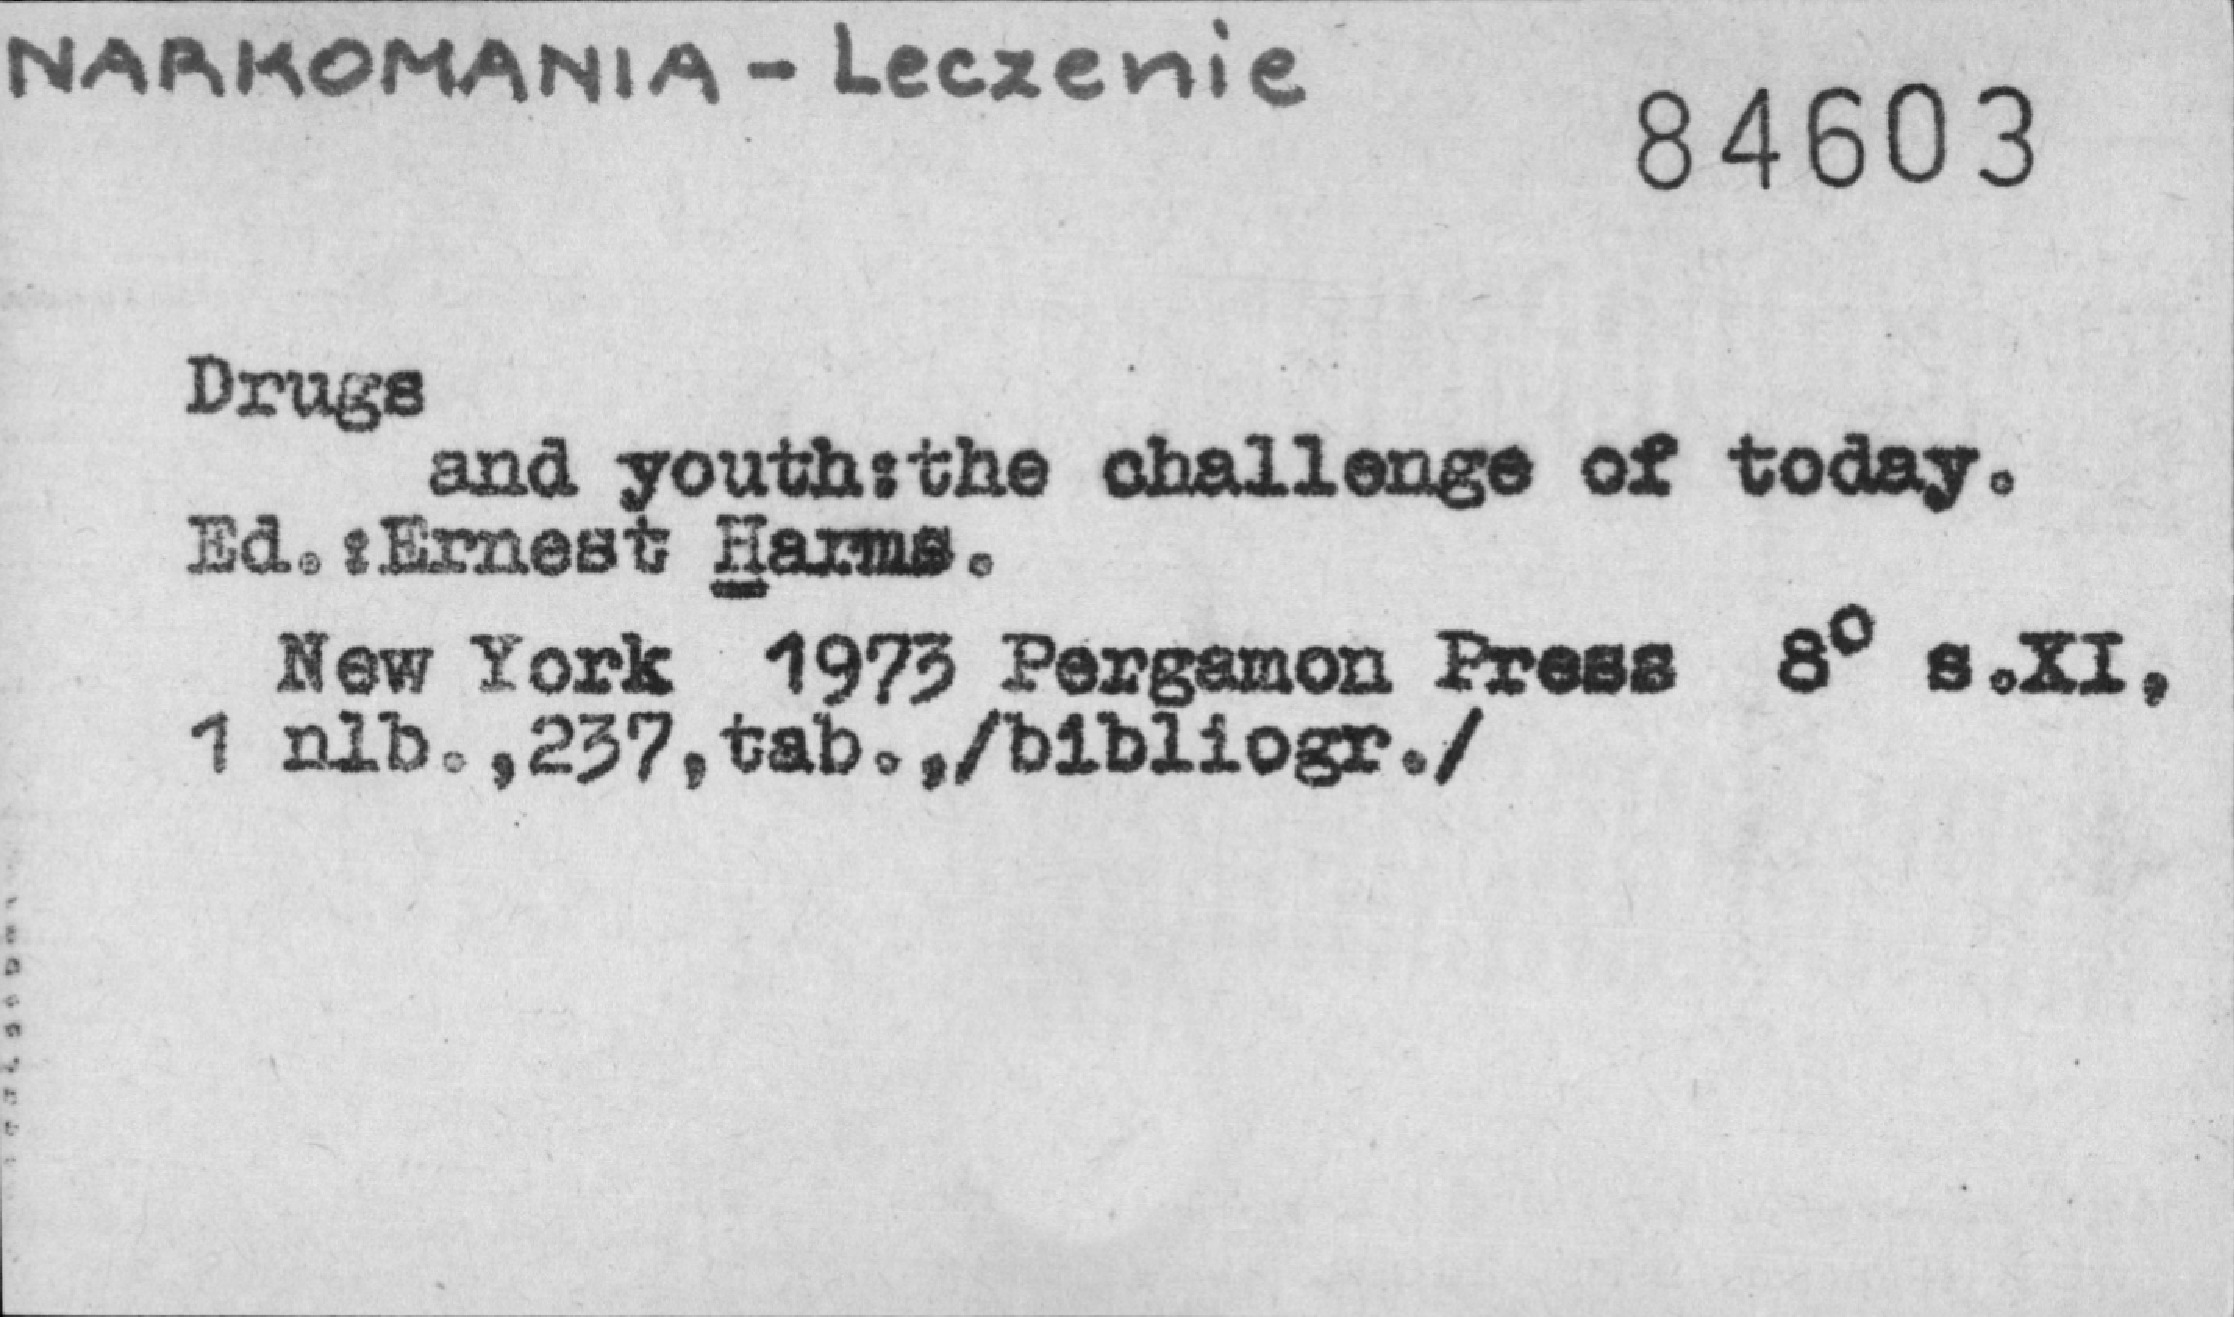 NARKOMANIA - Leczenie
84603
Drugs
and youth:the challenge of today.
Ed.:Ernest Harms.
New York 1973 Pergamon Press 8° s.XI,
1 nlb.,237,tab.,/bibliogr./